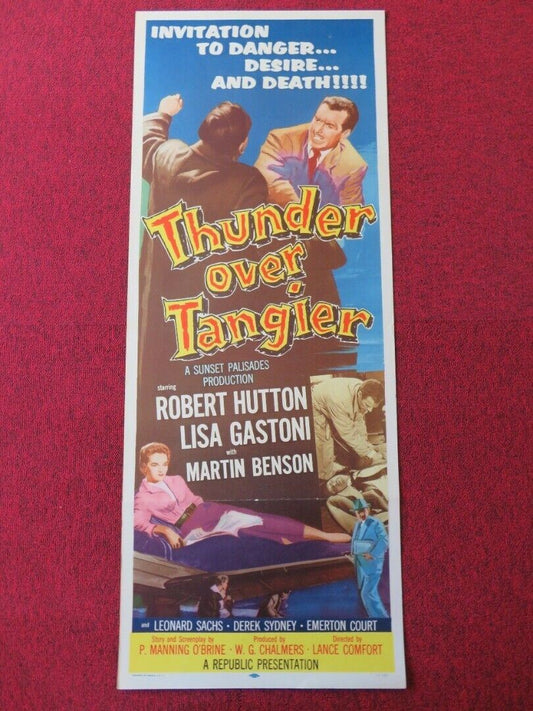 INVITATION
TO DANGER...
DESIRE...
AND DEATH!!!!
Thunder
over
Tangier
A SUNSET PALISADES
PRODUCTION
starring
ROBERT HUTTON
LISA GASTONI
with
MARTIN BENSON
and LEONARD SACHS · DEREK SYDNEY · EMERTON COURT
Story and Screenplay by Produced by Directed by
P. MANNING O'BRINE · W. G. CHALMERS · LANCE COMFORT
A REPUBLIC PRESENTATION